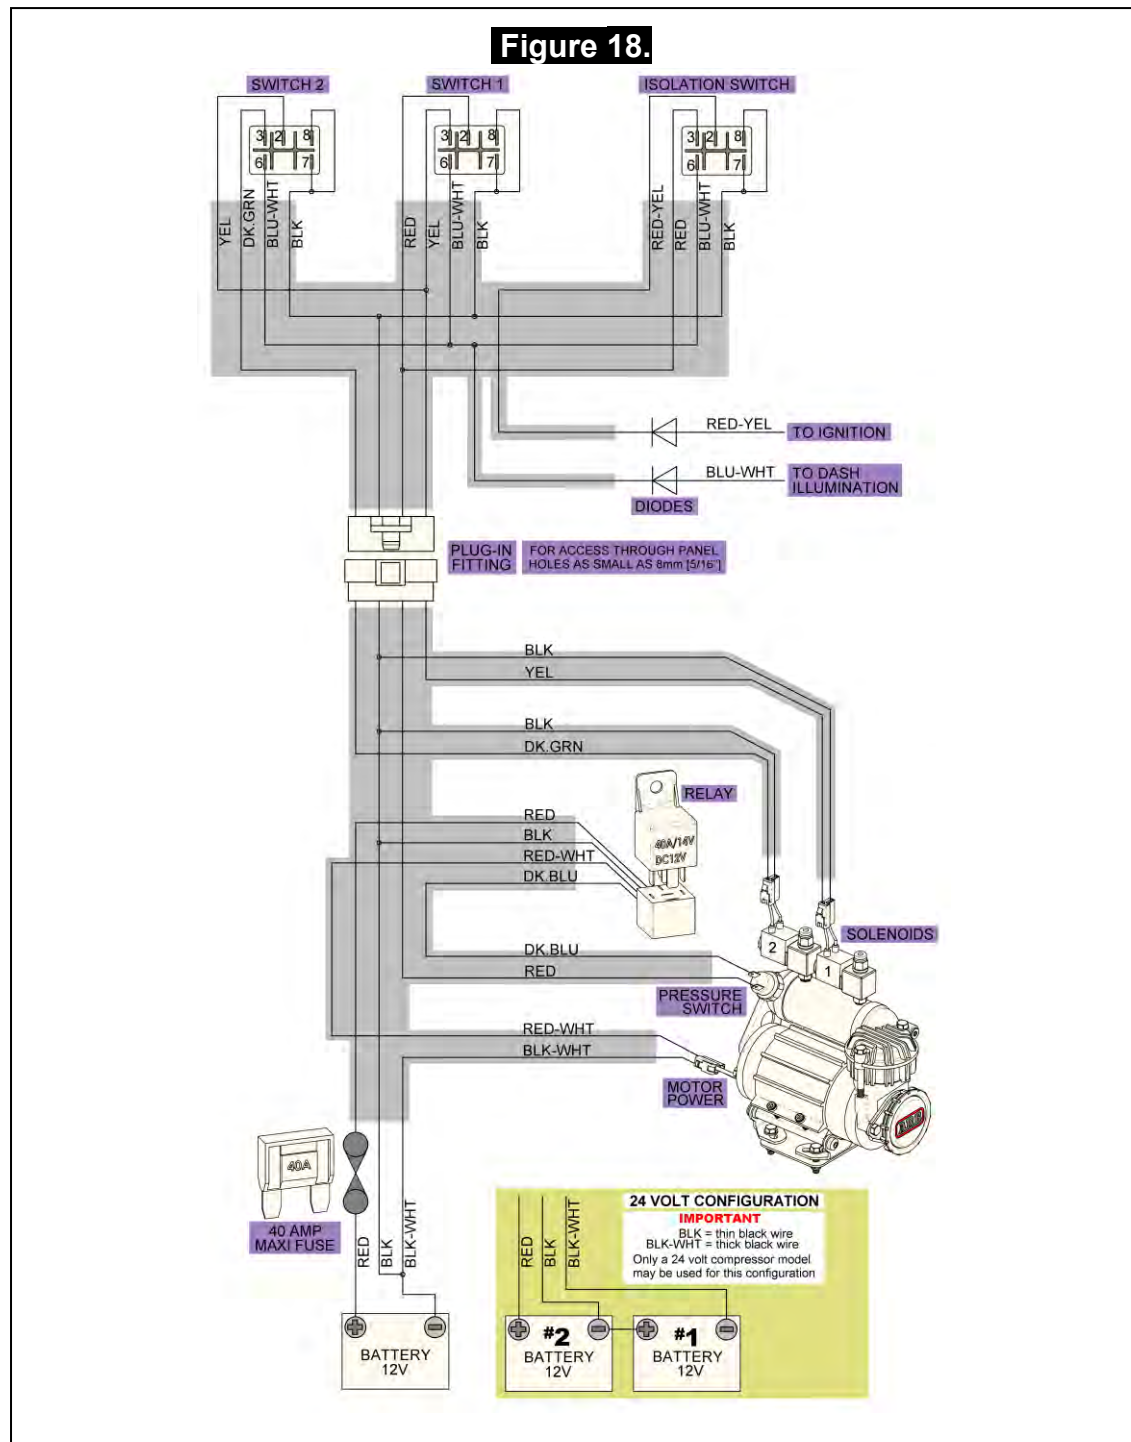 Figure 18.
SWITCH 2
SWITCH 1
ISOLATION SWITCH
3 2 8
6 7
3 2 8
6 7
3 2 8
6 7
YEL
DK.GRN
BLU-WHT
BLK
RED
YEL
BLU-WHT
BLK
RED-YEL
RED
BLU-WHT
BLK
RED-YEL
TO IGNITION
BLU-WHT
TO DASH
ILLUMINATION
DIODES
PLUG-IN
FITTING
FOR ACCESS THROUGH PANEL
HOLES AS SMALL AS 8mm [5/16"]
BLK
YEL
BLK
DK.GRN
RELAY
40A/14V
DC12V
RED
BLK
RED-WHT
DK.BLU
SOLENOIDS
2
1
DK.BLU
RED
PRESSURE
SWITCH
RED-WHT
BLK-WHT
MOTOR
POWER
ARB
40A
40 AMP
MAXI FUSE
RED
BLK
BLK-WHT
+ -
BATTERY
12V
24 VOLT CONFIGURATION
IMPORTANT
BLK = thin black wire
BLK-WHT = thick black wire
Only a 24 volt compressor model
may be used for this configuration
RED
BLK
BLK-WHT
+ -
#2
BATTERY
12V
+ -
#1
BATTERY
12V